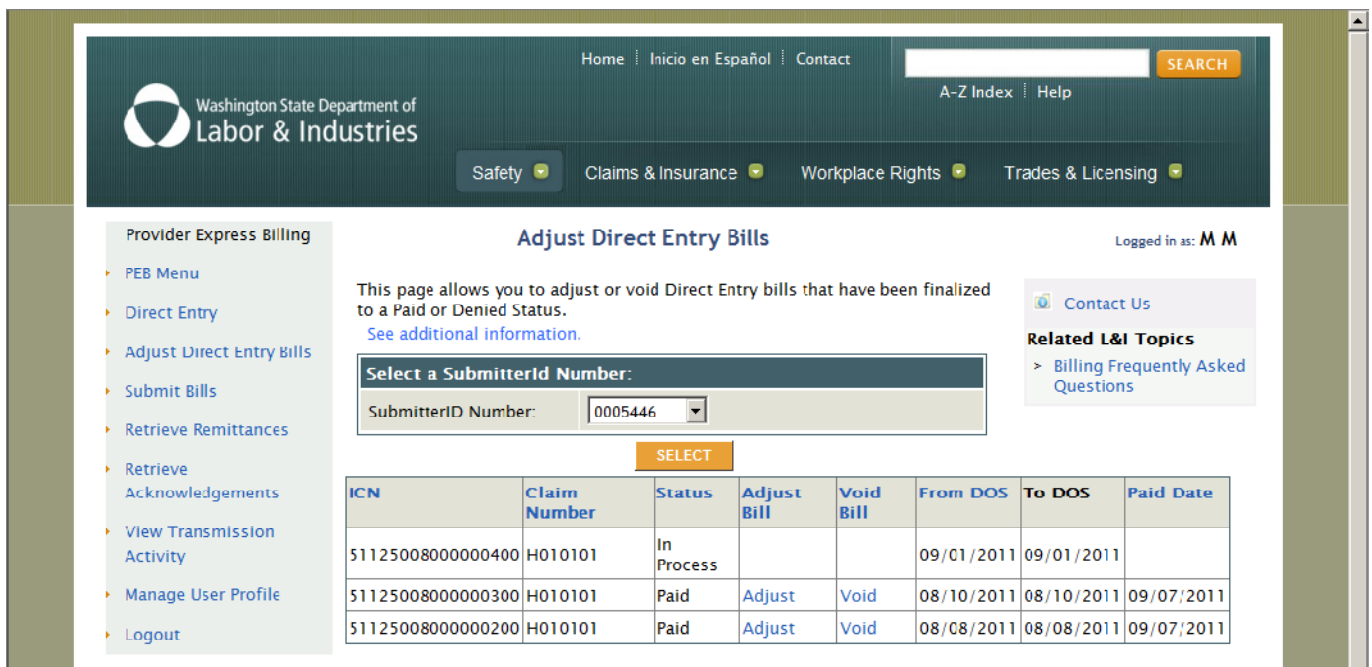 Home Inicio en Español Contact
SEARCH
A-Z Index Help
Washington State Department of
Labor & Industries
Safety Claims & Insurance Workplace Rights Trades & Licensing
Provider Express Billing
PEB Menu
Direct Entry
Adjust Direct Entry Bills
Submit Bills
Retrieve Remittances
Retrieve
Acknowledgements
View Transmission
Activity
Manage User Profile
Logout
Adjust Direct Entry Bills
Logged in as: M M
This page allows you to adjust or void Direct Entry bills that have been finalized
to a Paid or Denied Status.
See additional information.
Select a SubmitterId Number:
SubmitterID Number: 0005446
SELECT
Contact Us
Related L&I Topics
> Billing Frequently Asked
Questions
ICN Claim Number Status Adjust Bill Void Bill From DOS To DOS Paid Date
51125008000000400 H010101 In Process 09/01/2011 09/01/2011
51125008000000300 H010101 Paid Adjust Void 08/10/2011 08/10/2011 09/07/2011
51125008000000200 H010101 Paid Adjust Void 08/08/2011 08/08/2011 09/07/2011